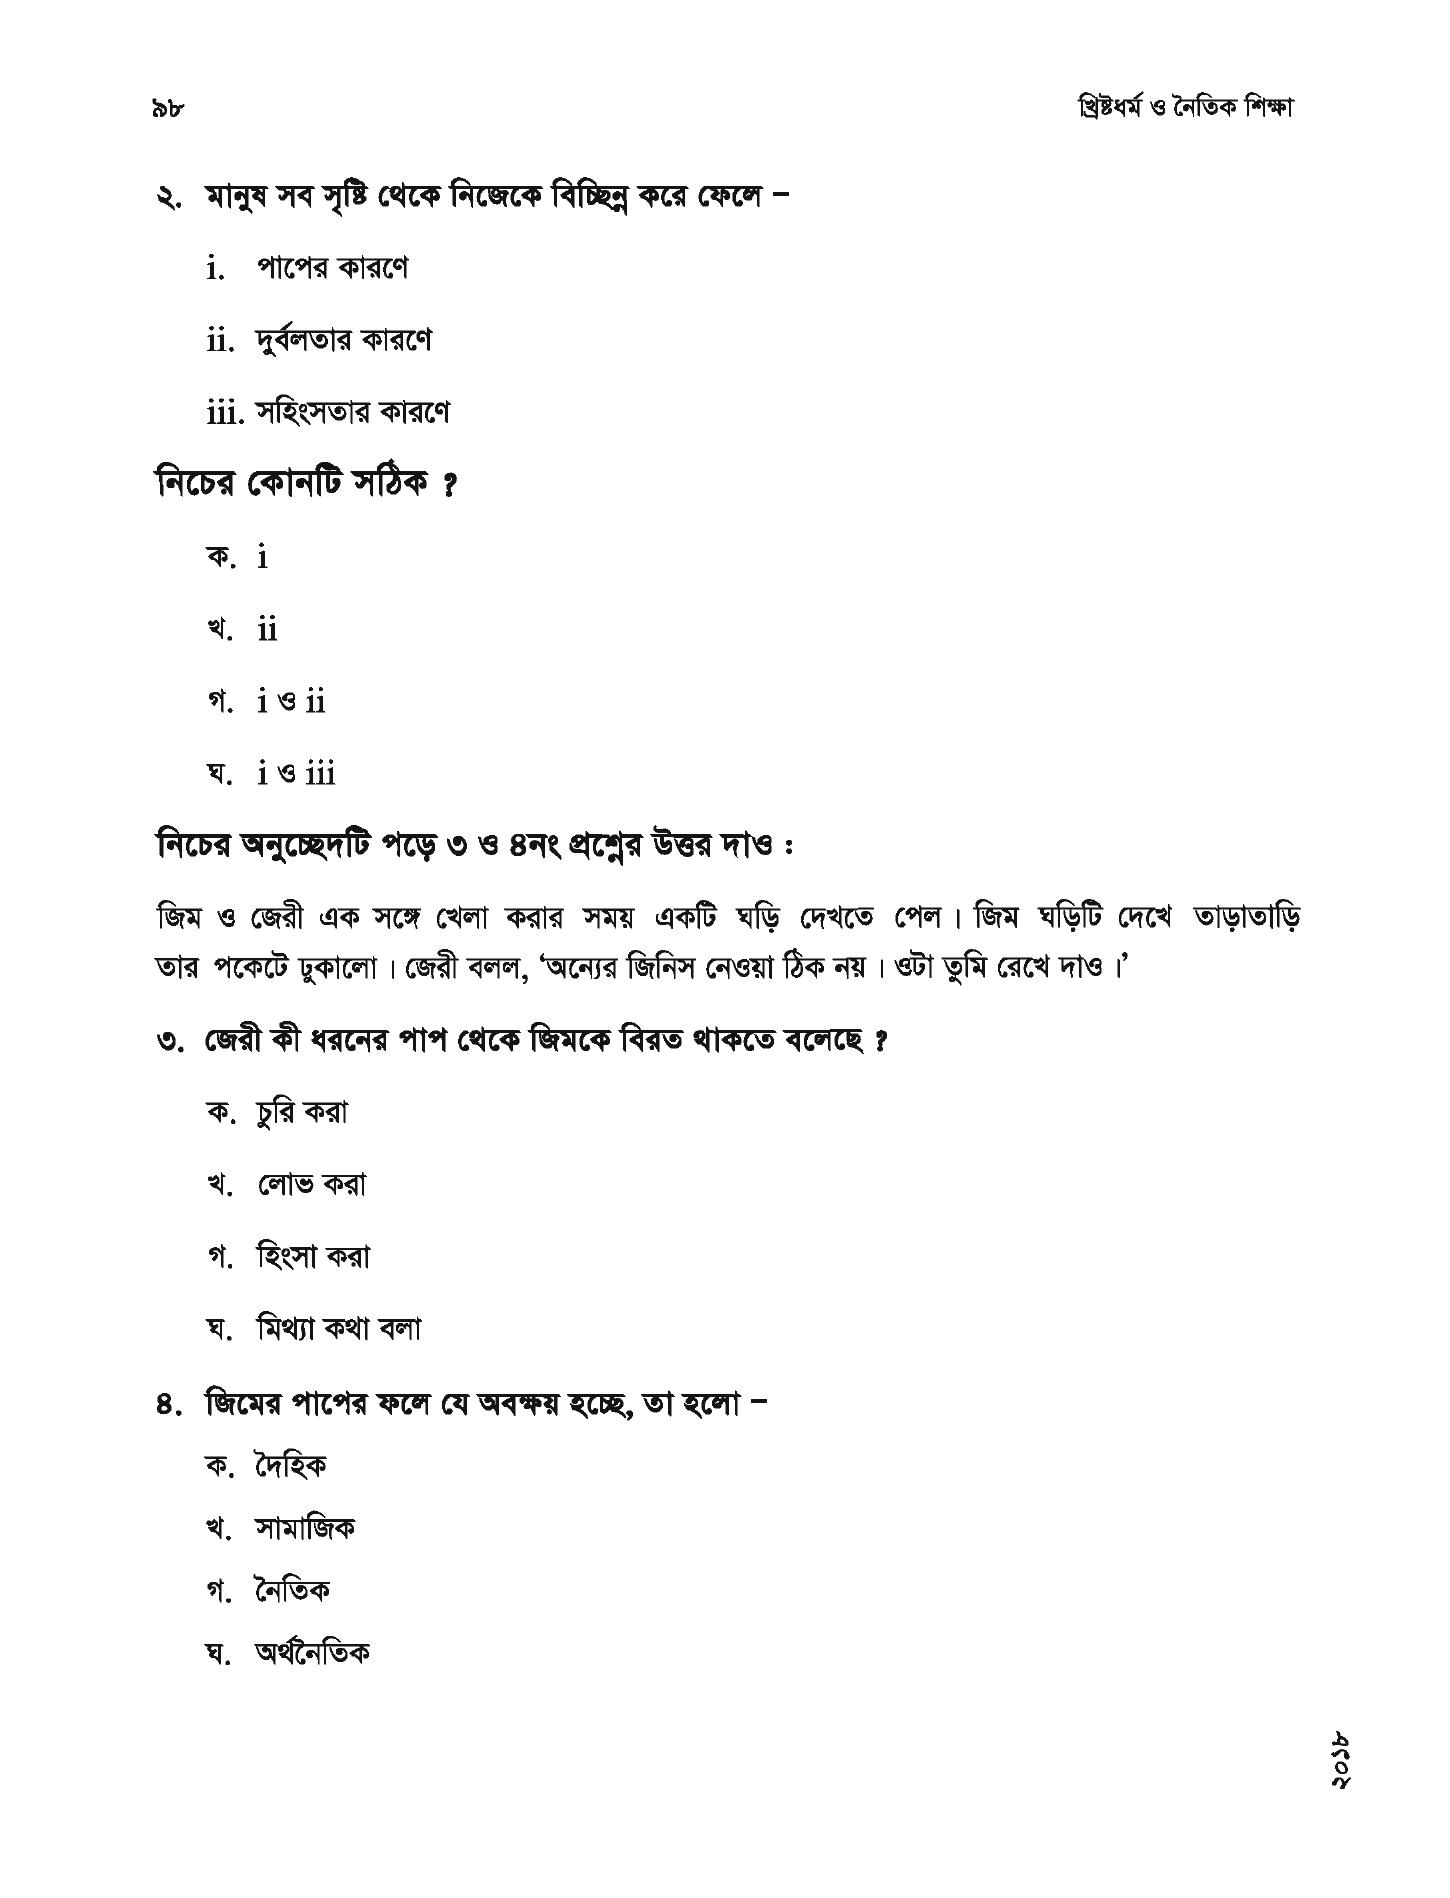 ৯৮
খ্রিষ্টধর্ম ও নৈতিক শিক্ষা
২. মানুষ সব সৃষ্টি থেকে নিজেকে বিচ্ছিন্ন করে ফেলে –
i. পাপের কারণে
ii. দুর্বলতার কারণে
iii. সহিংসতার কারণে
নিচের কোনটি সঠিক ?
ক. i
খ. ii
গ. i ও ii
ঘ. i ও iii
নিচের অনুচ্ছেদটি পড়ে ৩ ও ৪নং প্রশ্নের উত্তর দাও :
জিম ও জেরী এক সঙ্গে খেলা করার সময় একটি ঘড়ি দেখতে পেল । জিম ঘড়িটি দেখে তাড়াতাড়ি
তার পকেটে ঢুকালো । জেরী বলল, ‘অন্যের জিনিস নেওয়া ঠিক নয় । ওটা তুমি রেখে দাও ।’
৩. জেরী কী ধরনের পাপ থেকে জিমকে বিরত থাকতে বলেছে ?
ক. চুরি করা
খ. লোভ করা
গ. হিংসা করা
ঘ. মিথ্যা কথা বলা
৪. জিমের পাপের ফলে যে অবক্ষয় হচ্ছে, তা হলো –
ক. দৈহিক
খ. সামাজিক
গ. নৈতিক
ঘ. অর্থনৈতিক
২০১৮